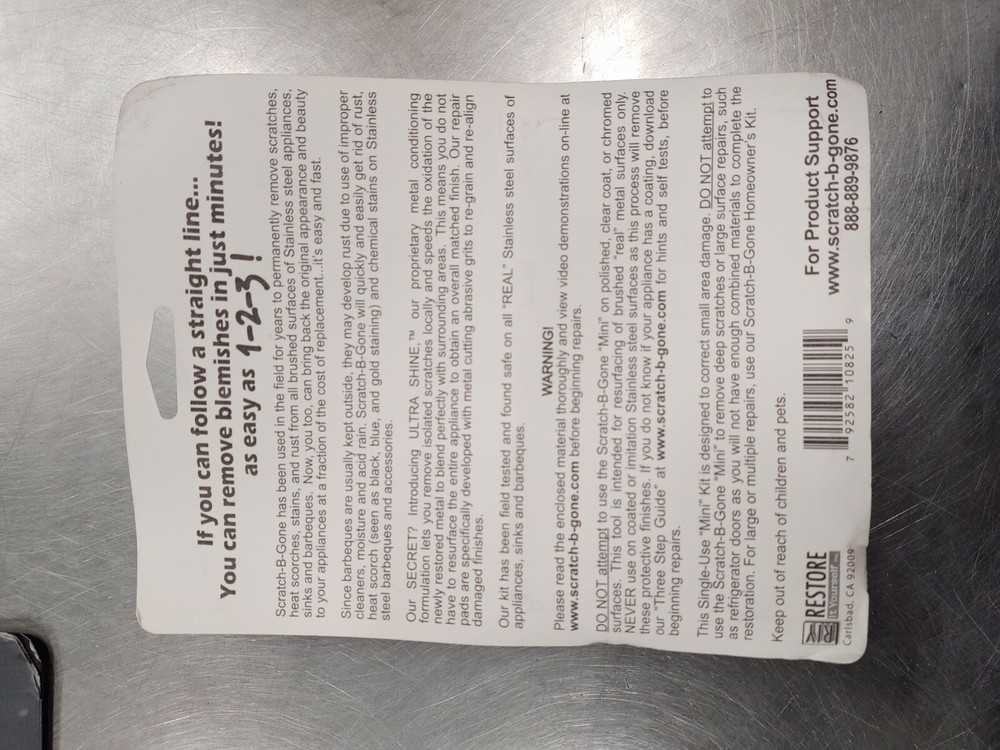 If you can follow a straight line...
You can remove blemishes in just minutes!
as easy as 1-2-3!
Scratch-B-Gone has been used in the field for years to permanently remove scratches,
heat scorches, stains, and rust from all brushed surfaces of Stainless steel appliances,
sinks and barbeques. Now, you too, can bring back the original appearance and beauty
to your appliances at a fraction of the cost of replacement...it's easy and fast.
Since barbeques are usually kept outside, they may develop rust due to use of improper
cleaners, moisture and acid rain. Scratch-B-Gone will quickly and easily get rid of rust,
heat scorch (seen as black, blue, and gold staining) and chemical stains on Stainless
steel barbeques and accessories.
Our SECRET? Introducing ULTRA SHINE,™ our proprietary metal conditioning
formulation lets you remove isolated scratches locally and speeds the oxidation of the
newly restored metal to blend perfectly with surrounding areas. This means you do not
have to resurface the entire appliance to obtain an overall matched finish. Our repair
pads are specifically developed with metal cutting abrasive grits to re-grain and re-align
damaged finishes.
Our kit has been field tested and found safe on all "REAL" Stainless steel surfaces of
appliances, sinks and barbeques.
WARNING!
Please read the enclosed material thoroughly and view video demonstrations on-line at
www.scratch-b-gone.com before beginning repairs.
DO NOT attempt to use the Scratch-B-Gone "Mini" on polished, clear coat, or chromed
surfaces. This tool is intended for resurfacing of brushed "real" metal surfaces only.
NEVER use on coated or imitation Stainless steel surfaces as this process will remove
these protective finishes. If you do not know if your appliance has a coating, download
our "Three Step Guide" at www.scratch-b-gone.com for hints and self tests, before
beginning repairs.
This Single-Use "Mini" Kit is designed to correct small area damage. DO NOT attempt to
use the Scratch-B-Gone "Mini" to remove deep scratches or large surface repairs, such
as refrigerator doors as you will not have enough combined materials to complete the
restoration. For large or multiple repairs, use our Scratch-B-Gone Homeowner's Kit.
Keep out of reach of children and pets.
RESTORE
It Yourself
Carlsbad, CA 92009
7 92582 10825 9
For Product Support
www.scratch-b-gone.com
888-889-9876